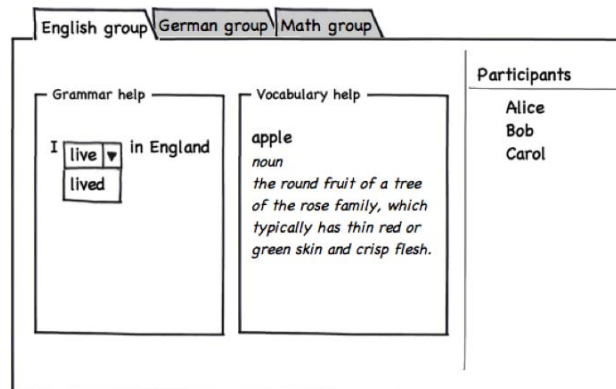 English group German group Math group
Grammar help
I live in England
lived
Vocabulary help
apple
noun
the round fruit of a tree
of the rose family, which
typically has thin red or
green skin and crisp flesh.
Participants
Alice
Bob
Carol